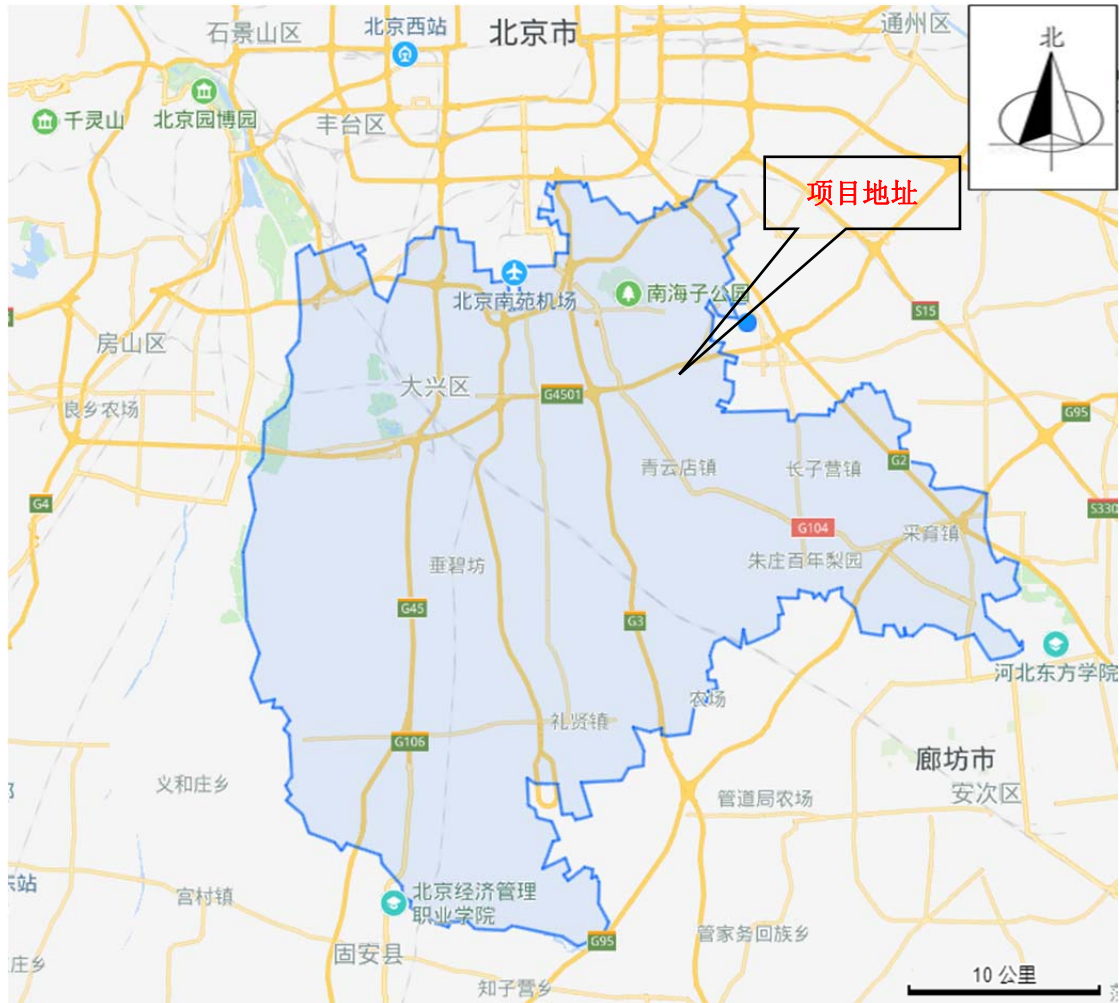 石景山区
北京西站
北京市
通州区
北
千灵山
北京园博园
丰台区
项目地址
南海子公园
北京南苑机场
S15
房山区
大兴区
G4501
良乡农场
G95
青云店镇
长子营镇
G2
G4
S330
G104
采育镇
垂碧坊
朱庄百年梨园
G45
G3
河北东方学院
农场
礼贤镇
G106
廊坊市
义和庄乡
管道局农场
安次区
宫村镇
北京经济管理
职业学院
G95
管家务回族乡
固安县
庄乡
10 公里
知子营乡